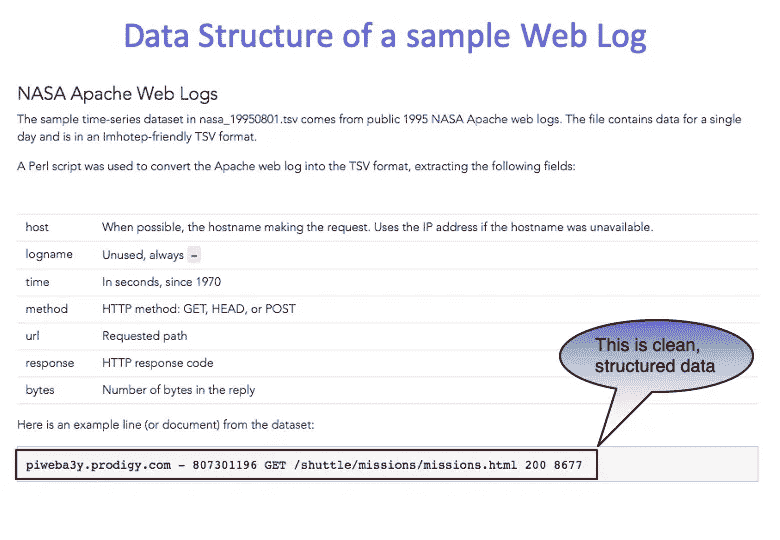 Data Structure of a sample Web Log
NASA Apache Web Logs
The sample time-series dataset in nasa_19950801.tsv comes from public 1995 NASA Apache web logs. The file contains data for a single
day and is in an Imhotep-friendly TSV format.
A Perl script was used to convert the Apache web log into the TSV format, extracting the following fields:
host When possible, the hostname making the request. Uses the IP address if the hostname was unavailable.
logname Unused, always -
time In seconds, since 1970
method HTTP method: GET, HEAD, or POST
url Requested path
response HTTP response code
bytes Number of bytes in the reply
This is clean,
structured data
Here is an example line (or document) from the dataset:
piweba3y.prodigy.com - 807301196 GET /shuttle/missions/missions.html 200 8677